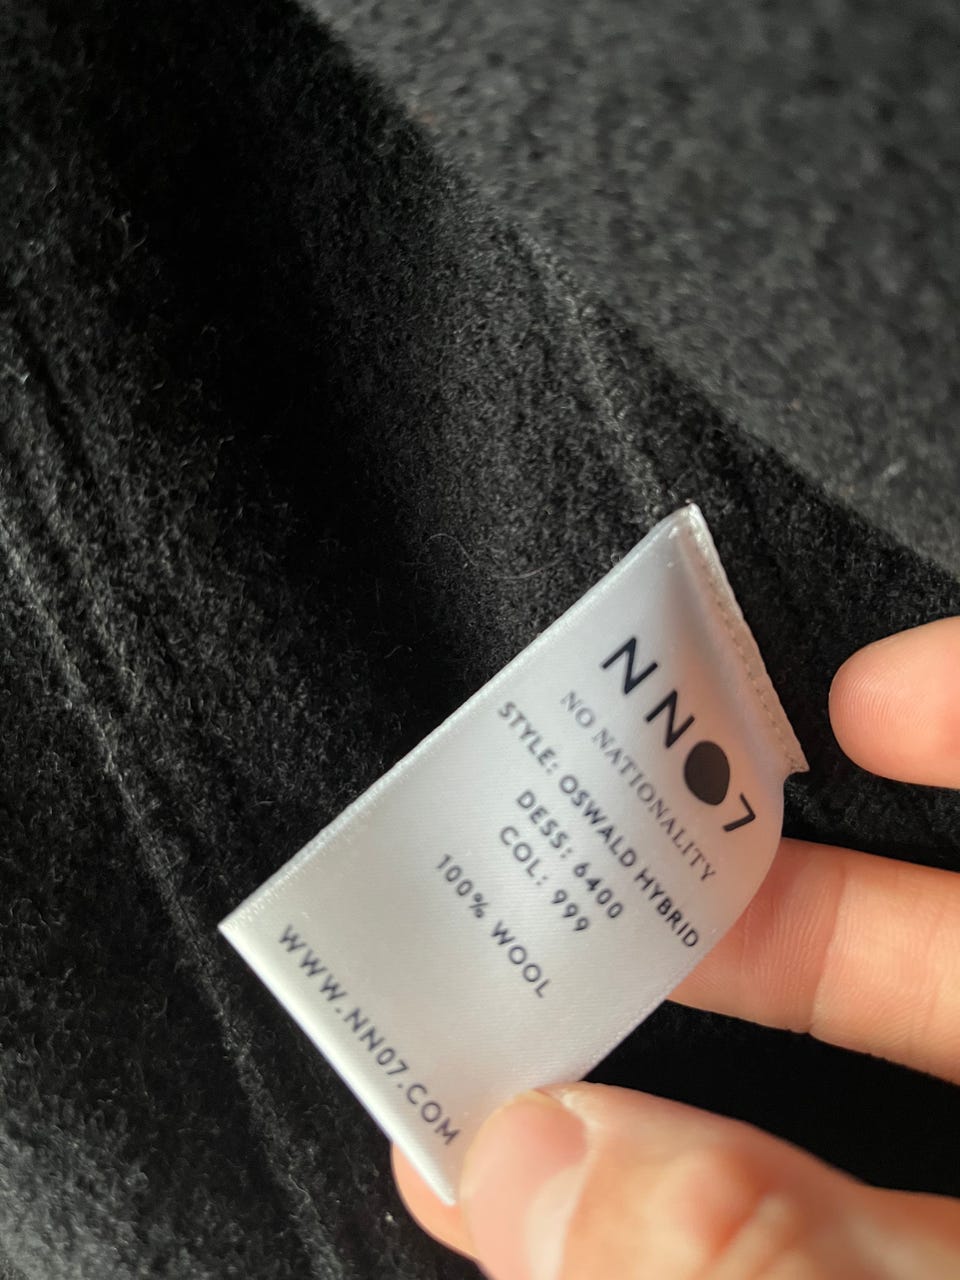 NN07
NO NATIONALITY
STYLE: OSWALD HYBRID
DESS: 6400
COL: 999
100% WOOL
WWW.NN07.COM